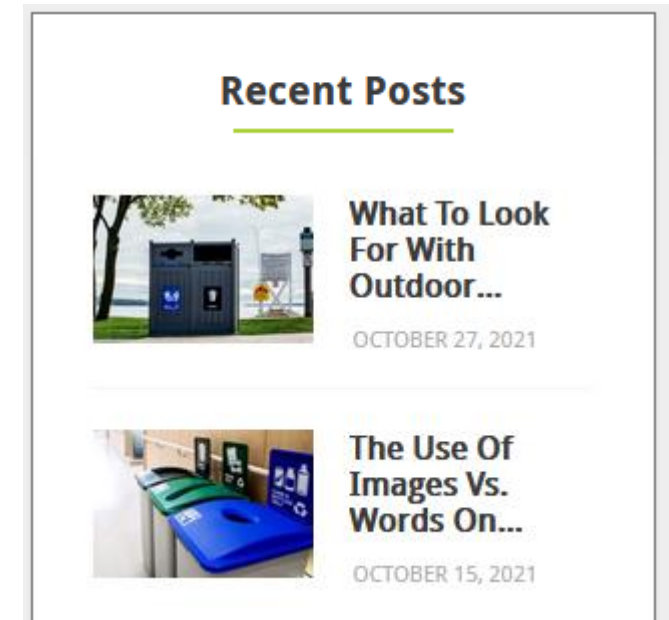 Recent Posts
What To Look
For With
Outdoor...
OCTOBER 27, 2021
The Use Of
Images Vs.
Words On...
OCTOBER 15, 2021